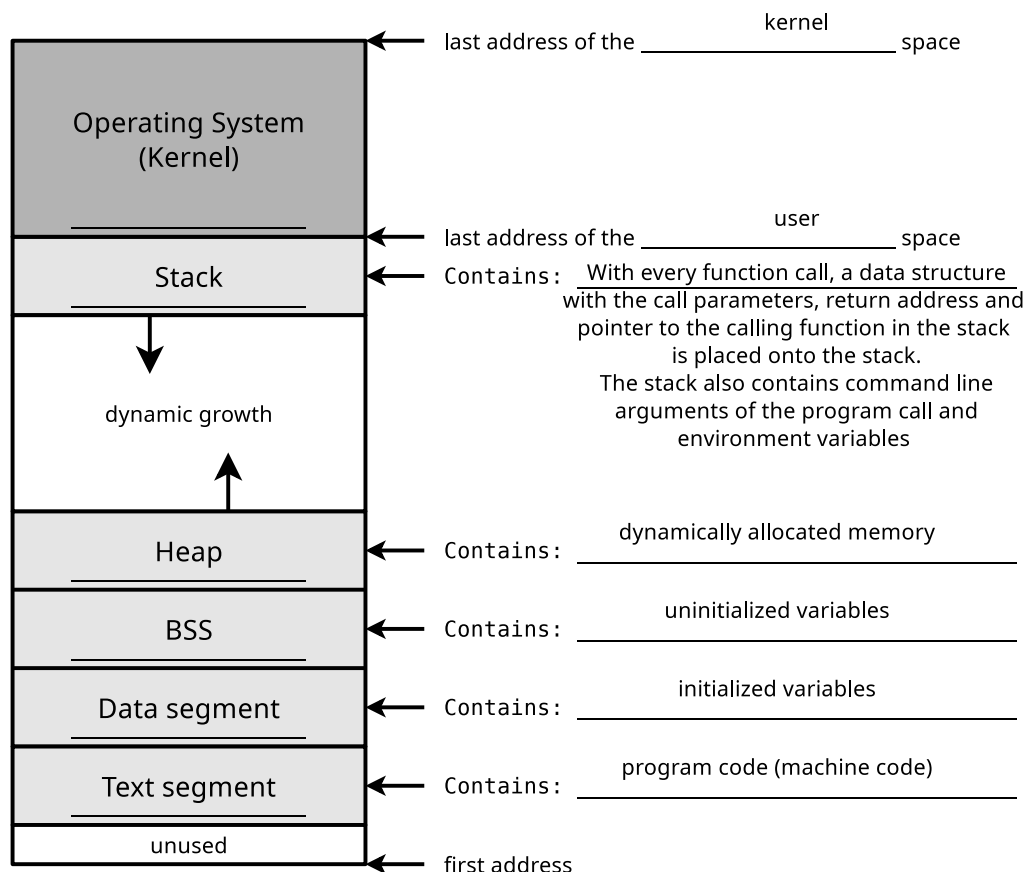 last address of the kernel space
Operating System
(Kernel)
last address of the user space
Stack
Contains: With every function call, a data structure
with the call parameters, return address and
pointer to the calling function in the stack
is placed onto the stack.
The stack also contains command line
arguments of the program call and
environment variables
dynamic growth
Heap
Contains: dynamically allocated memory
BSS
Contains: uninitialized variables
Data segment
Contains: initialized variables
Text segment
Contains: program code (machine code)
unused
first address